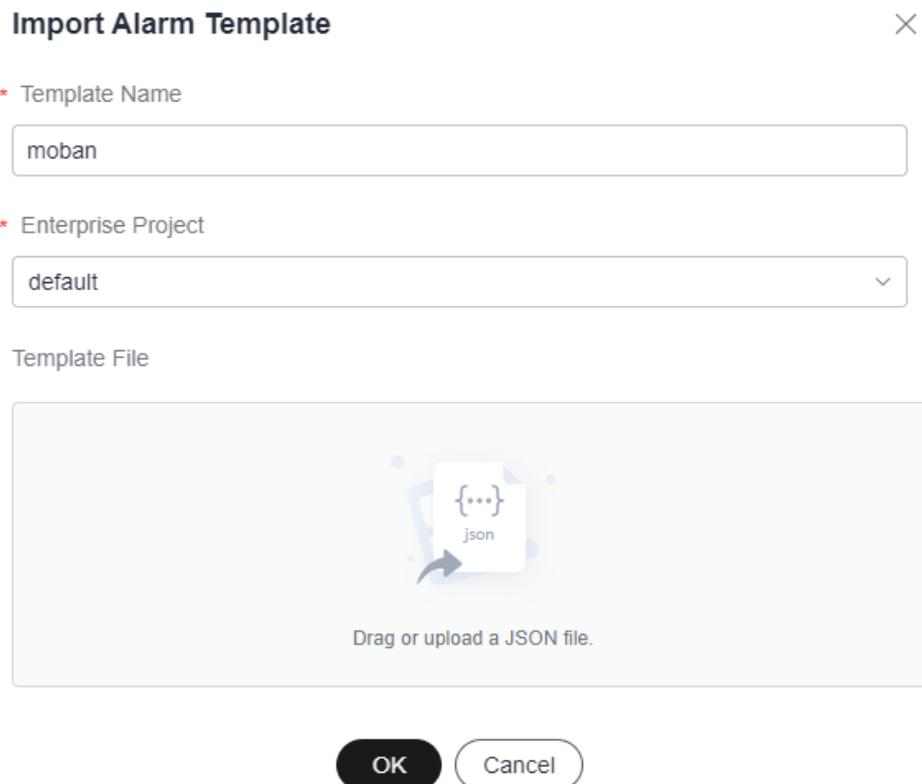 Import Alarm Template
* Template Name
moban
* Enterprise Project
default
Template File
{...}
json
Drag or upload a JSON file.
OK Cancel